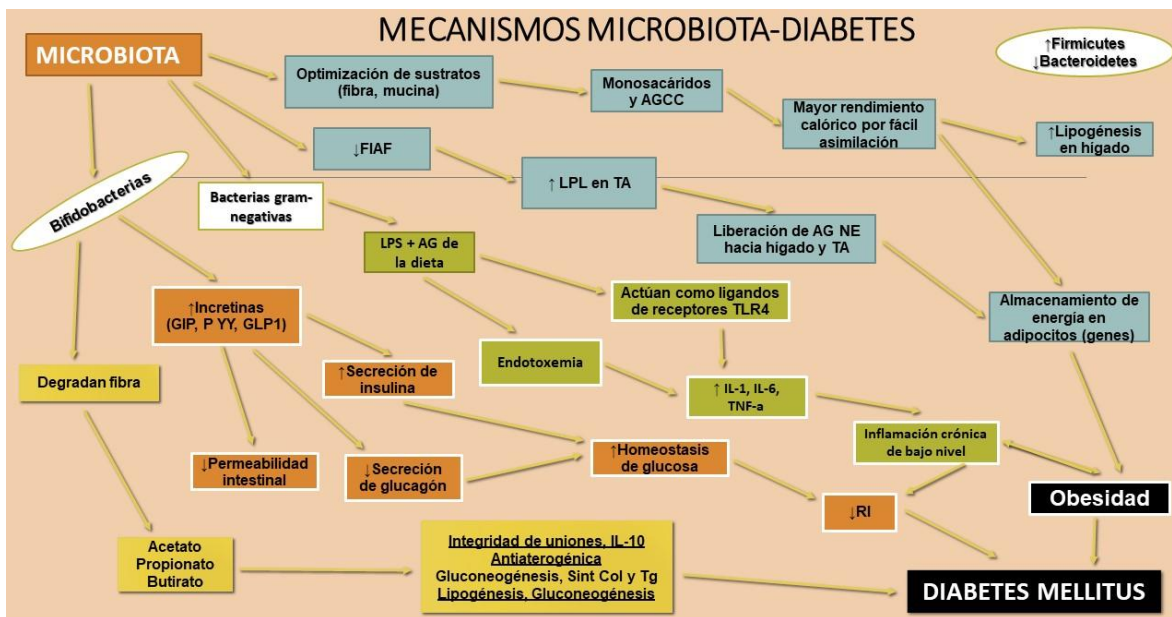 MECANISMOS MICROBIOTA-DIABETES
MICROBIOTA
↑Firmicutes
↓Bacteroidetes
Optimización de sustratos
(fibra, mucina)
Monosacáridos
y AGCC
Mayor rendimiento
calórico por fácil
asimilación
↑Lipogénesis
en hígado
↓FIAF
↑ LPL en TA
Bifidobacterias
Bacterias gram-
negativas
Liberación de AG NE
hacia hígado y TA
LPS + AG de
la dieta
Actúan como ligandos
de receptores TLR4
Almacenamiento de
energía en
adipocitos (genes)
↑Incretinas
(GIP, P YY, GLP1)
Endotoxemia
Degradan fibra
↑Secreción de
insulina
↑ IL-1, IL-6,
TNF-a
Inflamación crónica
de bajo nivel
↓Permeabilidad
intestinal
↓Secreción
de glucagón
↑Homeostasis
de glucosa
↓RI
Obesidad
Acetato
Propionato
Butirato
Integridad de uniones, IL-10
Antiaterogénica
Gluconeogénesis, Sint Col y Tg
Lipogénesis, Gluconeogénesis
DIABETES MELLITUS